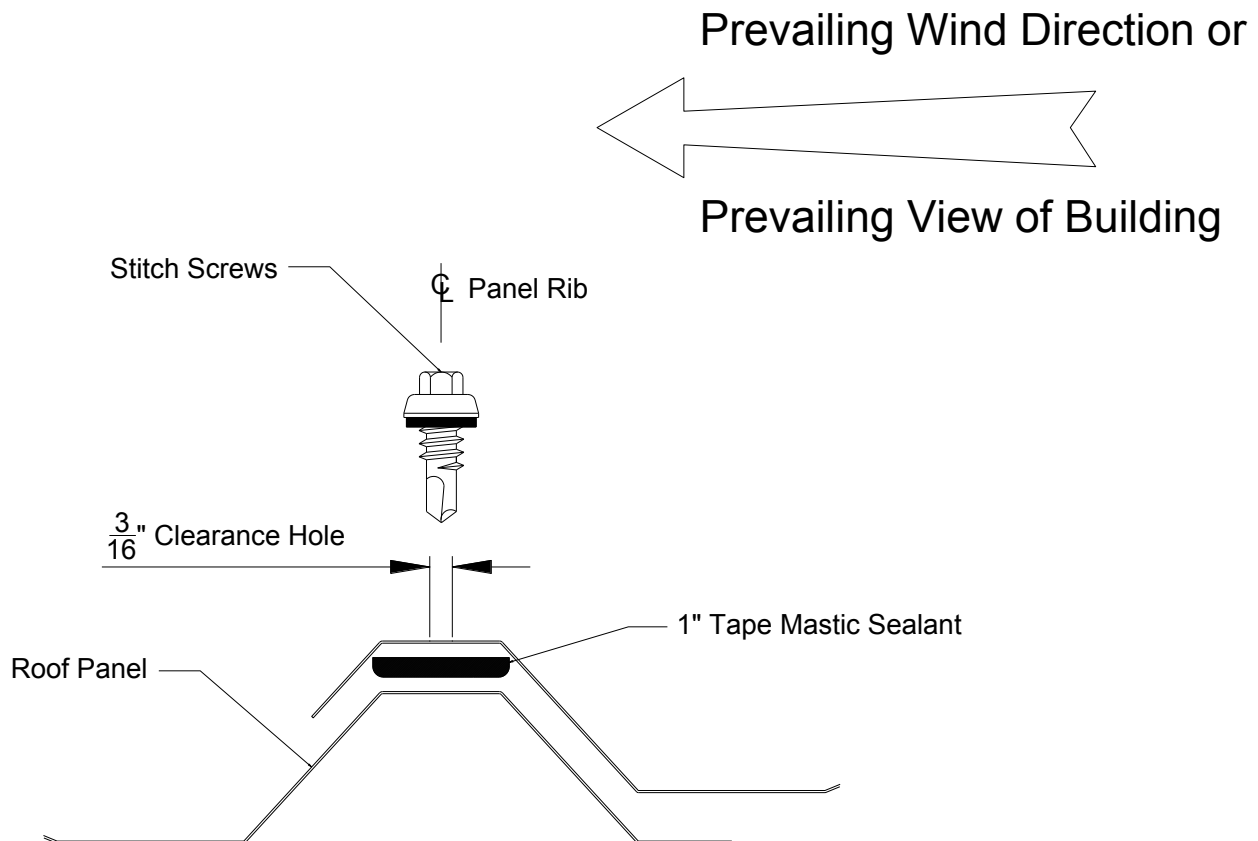 Prevailing Wind Direction or
Prevailing View of Building
Stitch Screws
℄ Panel Rib
3/16" Clearance Hole
1" Tape Mastic Sealant
Roof Panel